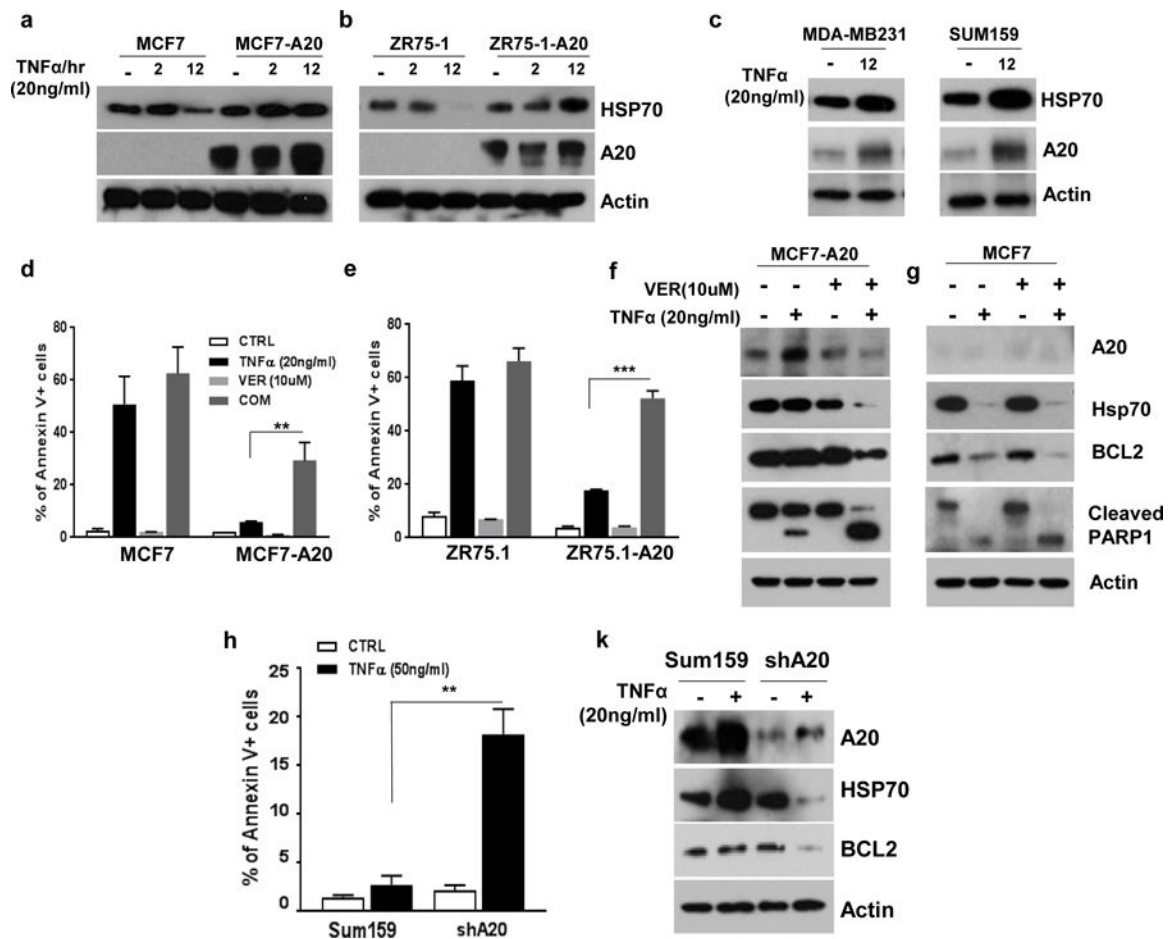 a
MCF7 MCF7-A20
TNFα/hr - 2 12 - 2 12
(20ng/ml)
b
ZR75-1 ZR75-1-A20
- 2 12 - 2 12
HSP70
A20
Actin
c
MDA-MB231 SUM159
TNFα - 12 - 12
(20ng/ml)
HSP70
A20
Actin
d
% of Annexin V+ cells
80
60
40
20
0
CTRL
TNFα (20ng/ml)
VER (10uM)
COM
**
MCF7 MCF7-A20
e
% of Annexin V+ cells
80
60
40
20
0
***
ZR75.1 ZR75.1-A20
f
MCF7-A20
VER(10uM) - - + +
TNFα (20ng/ml) - + - +
g
MCF7
- - + +
- + - +
A20
Hsp70
BCL2
Cleaved
PARP1
Actin
h
CTRL
TNFα (50ng/ml)
% of Annexin V+ cells
25
20
15
10
5
0
**
Sum159 shA20
k
Sum159 shA20
TNFα - + - +
(20ng/ml)
A20
HSP70
BCL2
Actin